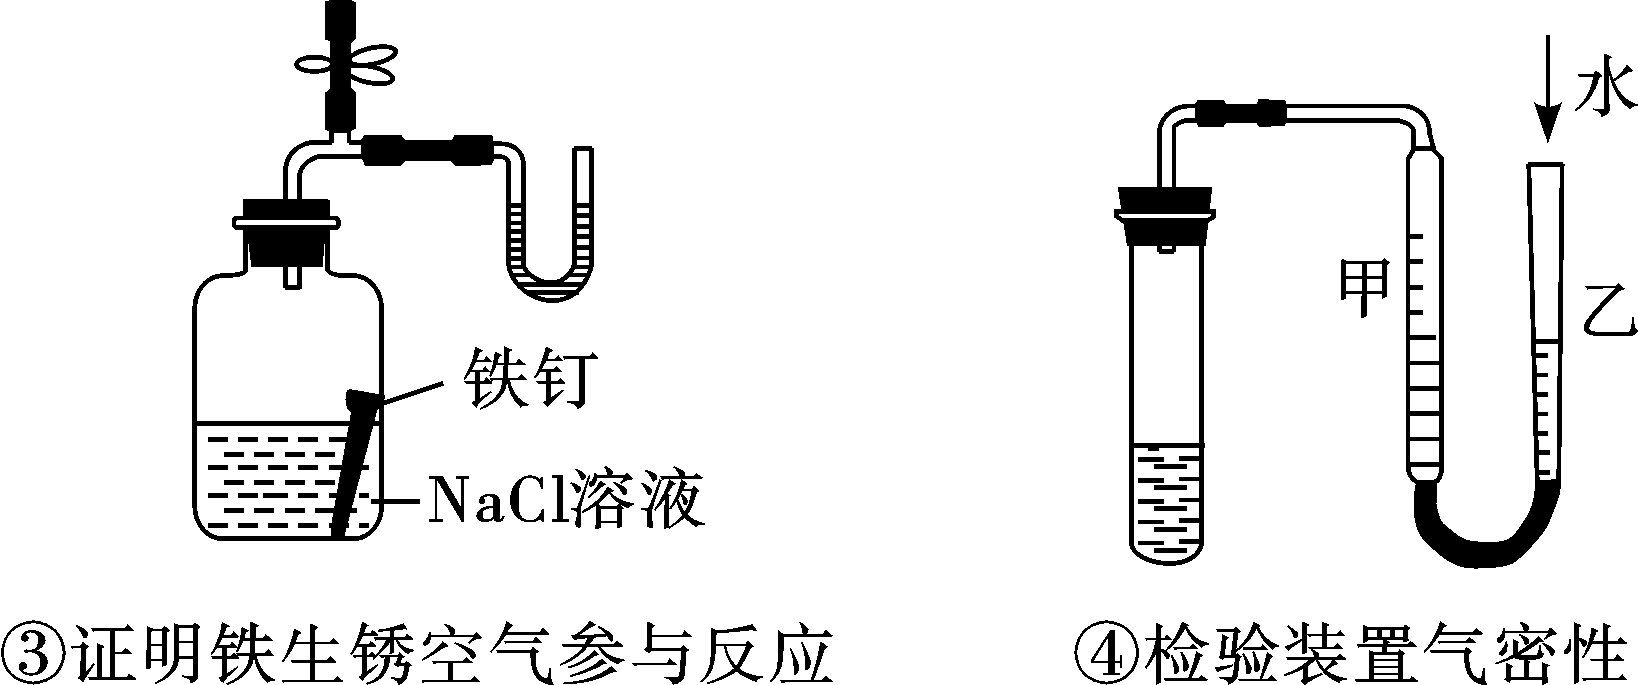 铁钉
NaCl溶液
③证明铁生锈空气参与反应
水
甲
乙
④检验装置气密性